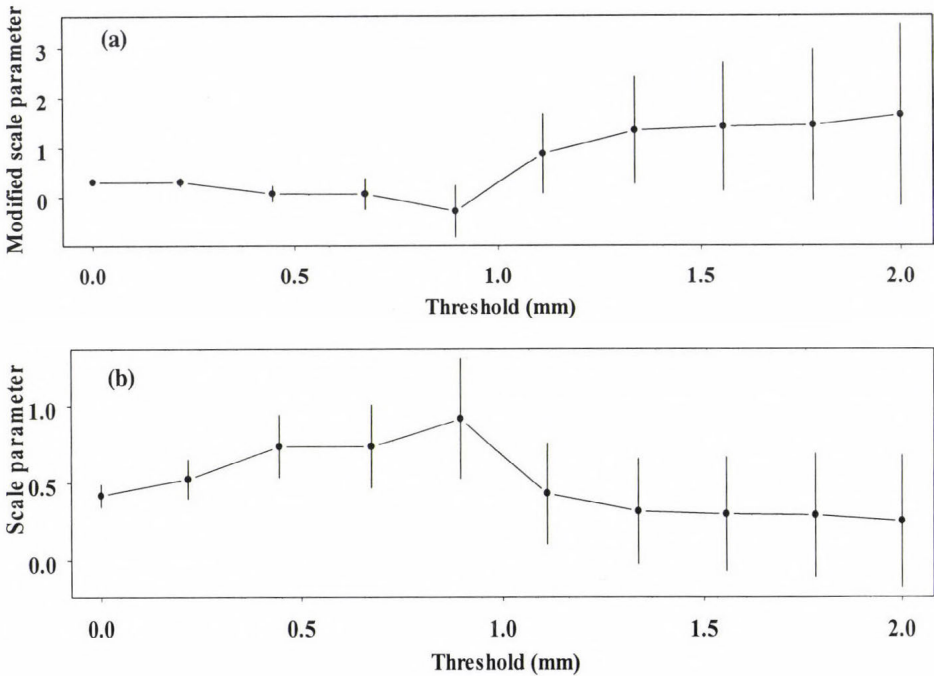 (a)
Modified scale parameter
3
2
1
0
0.0 0.5 1.0 1.5 2.0
Threshold (mm)
(b)
Scale parameter
1.0
0.5
0.0
0.0 0.5 1.0 1.5 2.0
Threshold (mm)